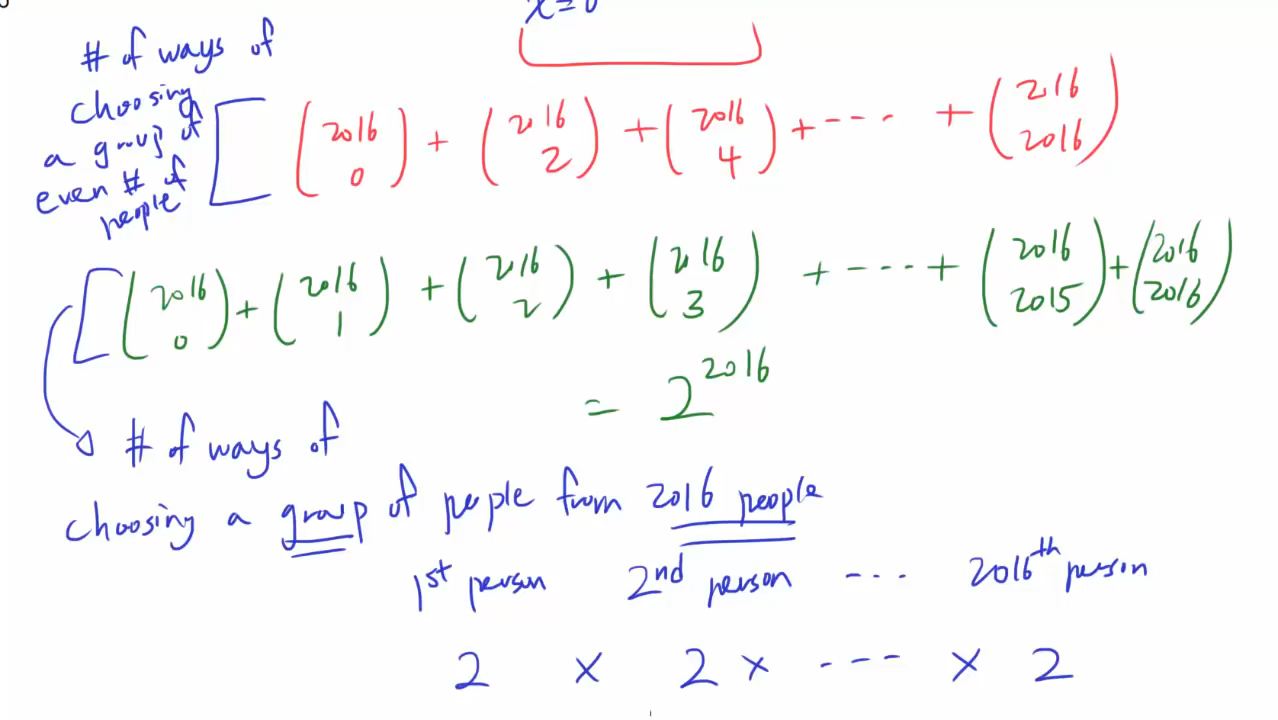 x=0
# of ways of
choosing
a group of
even # of
people
[ (2016 0) + (2016 2) + (2016 4) + --- + (2016 2016)
[ (2016 0) + (2016 1) + (2016 2) + (2016 3) + --- + (2016 2015) + (2016 2016)
= 2^2016
# of ways of
choosing a group of people from 2016 people
1st person 2nd person --- 2016th person
2 × 2 × --- × 2